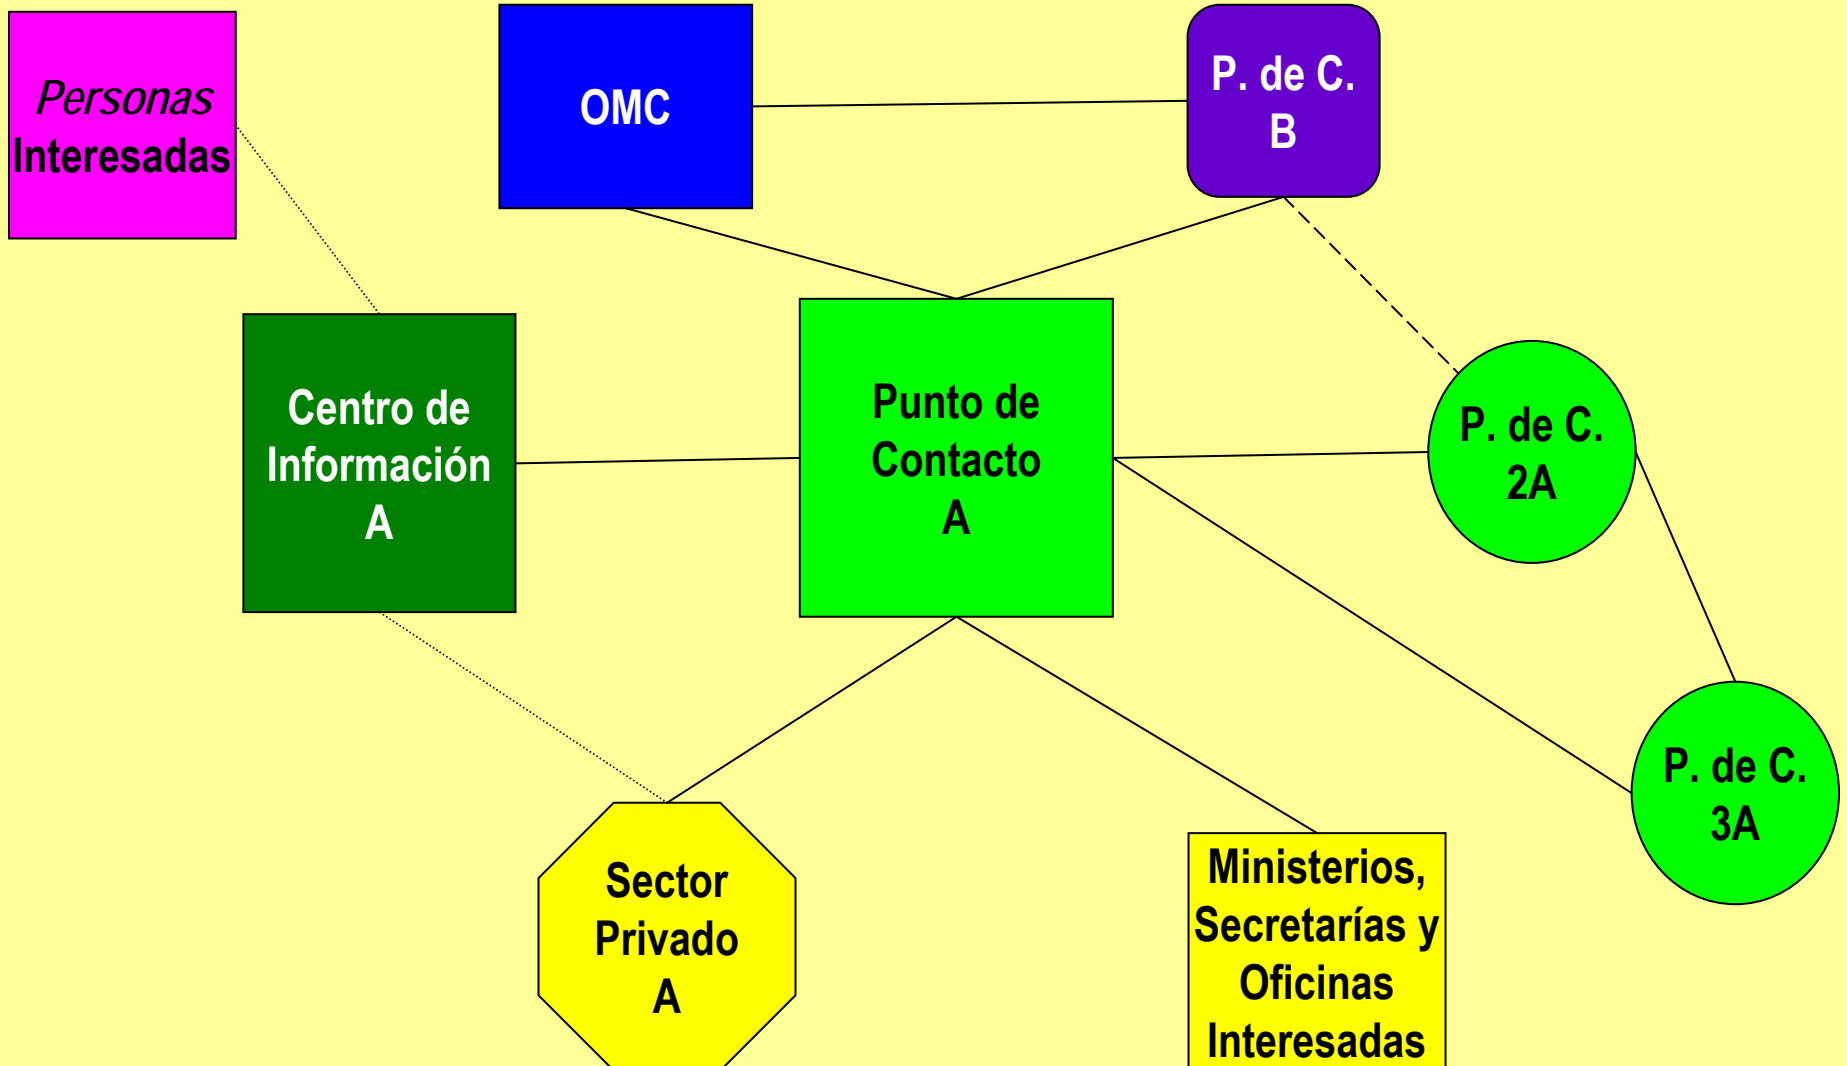 Personas
Interesadas
OMC
P. de C.
B
Centro de
Información
A
Punto de
Contacto
A
P. de C.
2A
P. de C.
3A
Sector
Privado
A
Ministerios,
Secretarías y
Oficinas
Interesadas